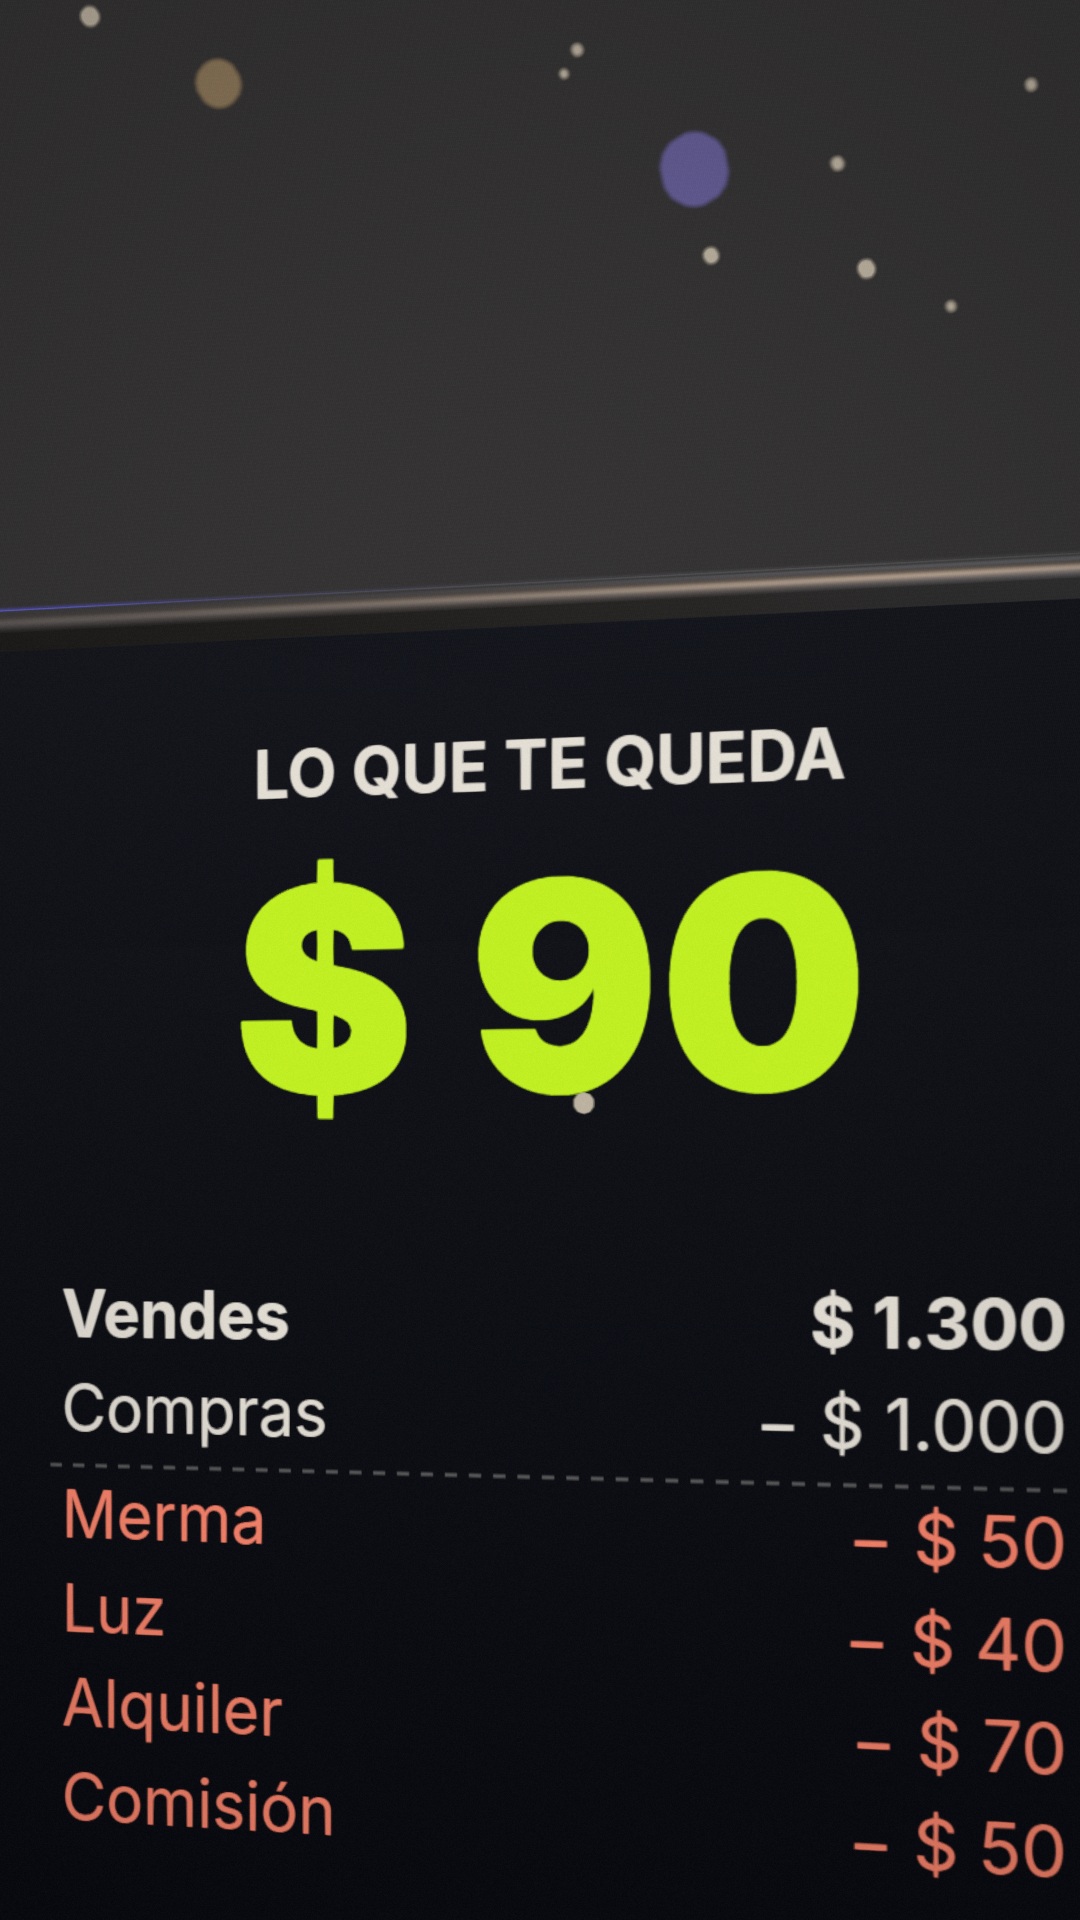 LO QUE TE QUEDA
$ 90
Vendes $ 1.300
Compras – $ 1.000
Merma – $ 50
Luz – $ 40
Alquiler – $ 70
Comisión – $ 50